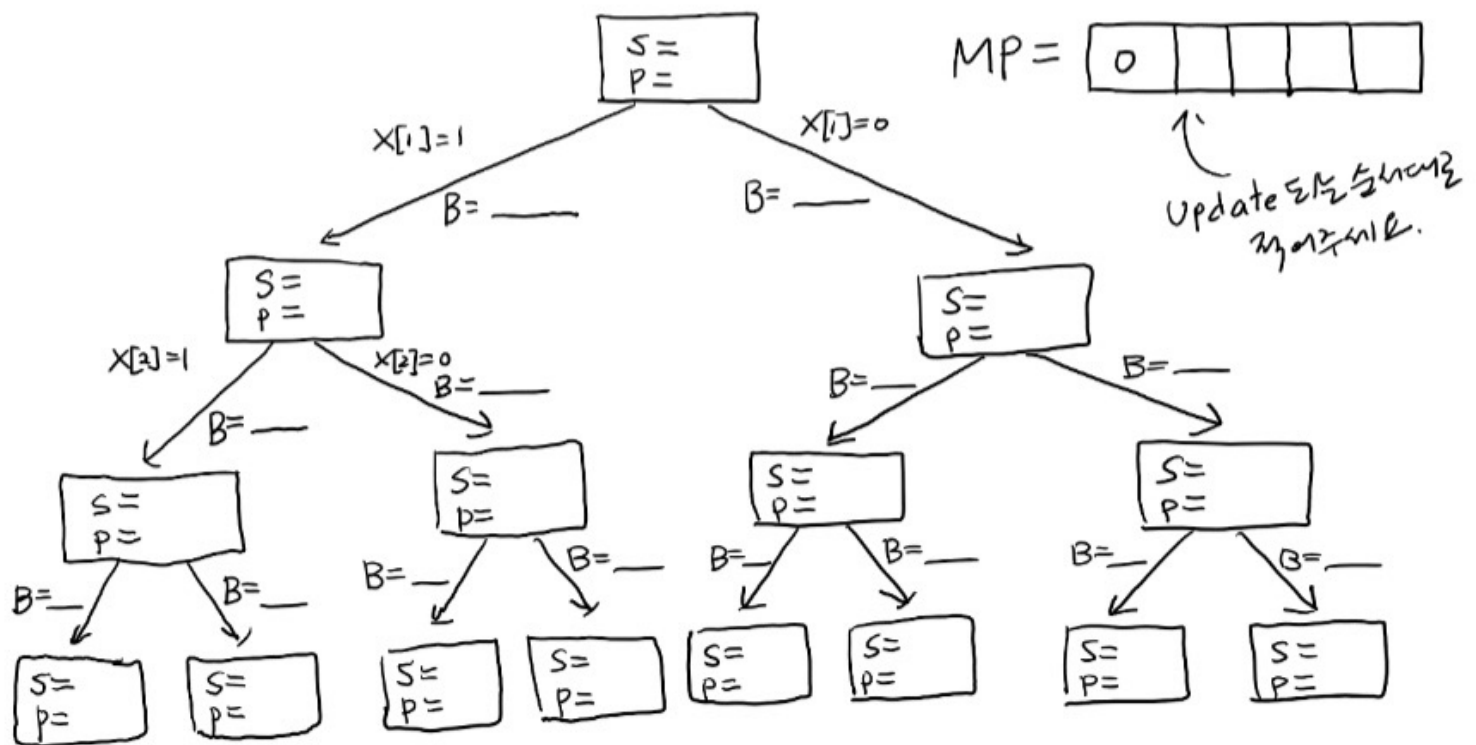 S=
P=
MP= 0
X[1]=1
X[1]=0
B=
B=
Update 되는 순서대로
적어주세요.
S=
P=
S=
P=
X[2]=1
X[2]=0
B=
B=
B=
B=
S=
P=
S=
P=
S=
P=
S=
P=
B=
B=
B=
B=
B=
B=
B=
B=
S=
P=
S=
P=
S=
P=
S=
P=
S=
P=
S=
P=
S=
P=
S=
P=